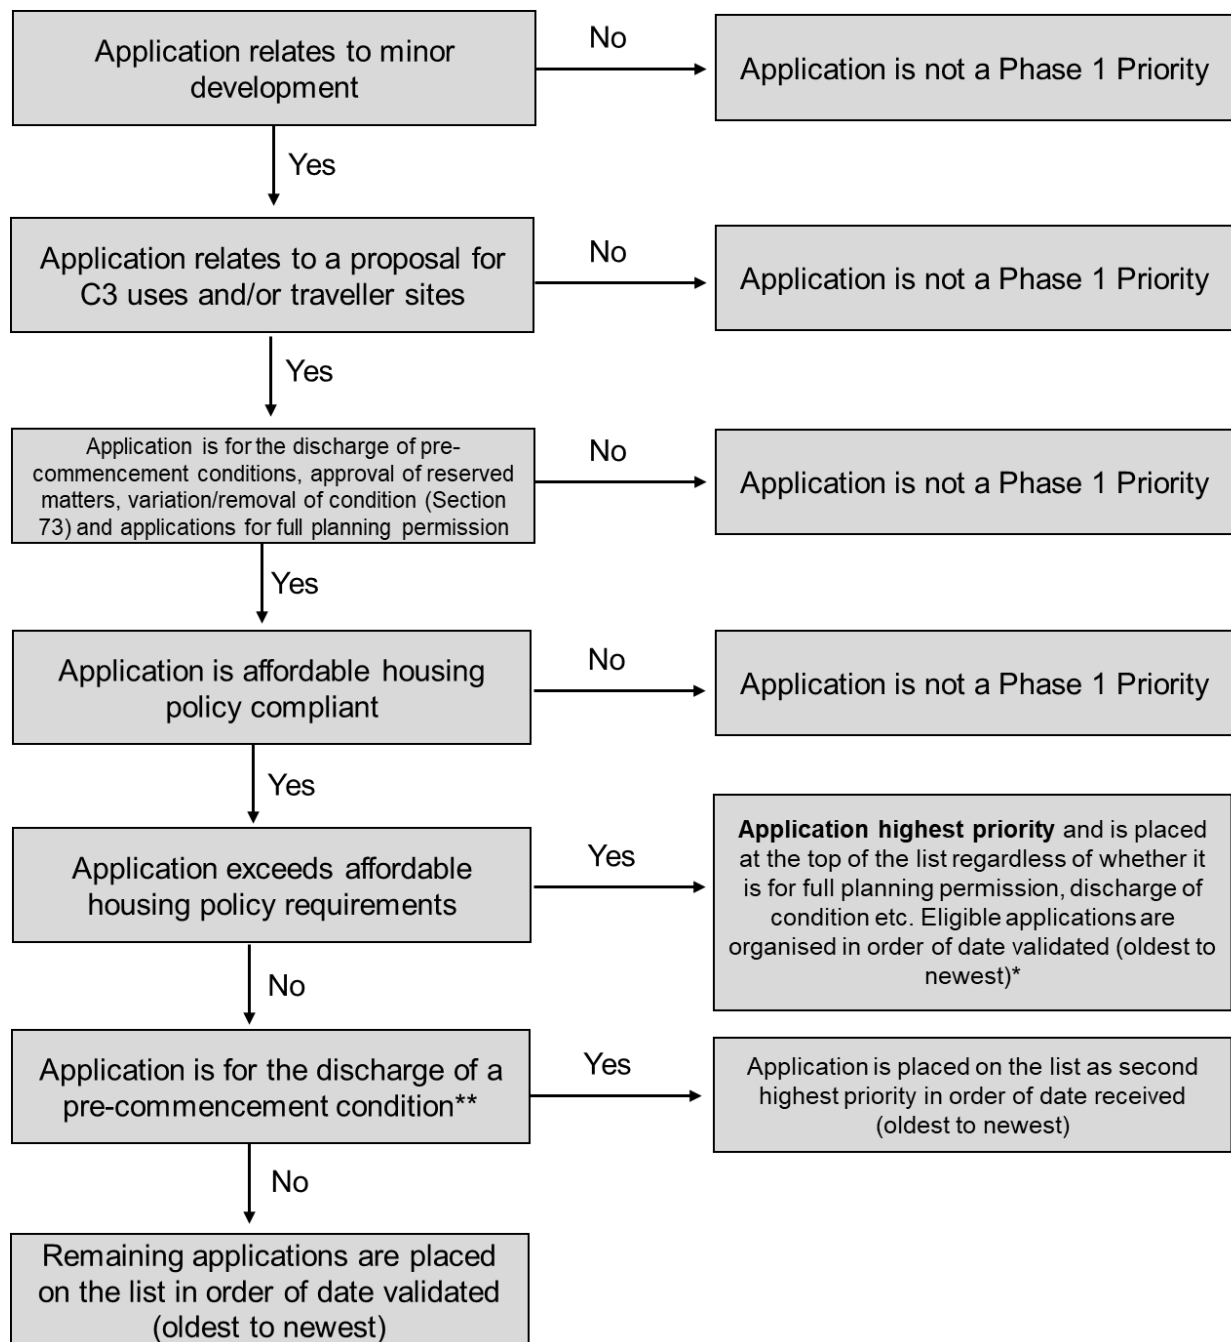 Application relates to minor
development
No
Application is not a Phase 1 Priority
Yes
Application relates to a proposal for
C3 uses and/or traveller sites
No
Application is not a Phase 1 Priority
Yes
Application is for the discharge of pre-
commencement conditions, approval of reserved
matters, variation/removal of condition (Section
73) and applications for full planning permission
No
Application is not a Phase 1 Priority
Yes
Application is affordable housing
policy compliant
No
Application is not a Phase 1 Priority
Yes
Application exceeds affordable
housing policy requirements
Yes
Application highest priority and is placed
at the top of the list regardless of whether it
is for full planning permission, discharge of
condition etc. Eligible applications are
organised in order of date validated (oldest to
newest)*
No
Application is for the discharge of a
pre-commencement condition**
Yes
Application is placed on the list as second
highest priority in order of date received
(oldest to newest)
No
Remaining applications are placed
on the list in order of date validated
(oldest to newest)